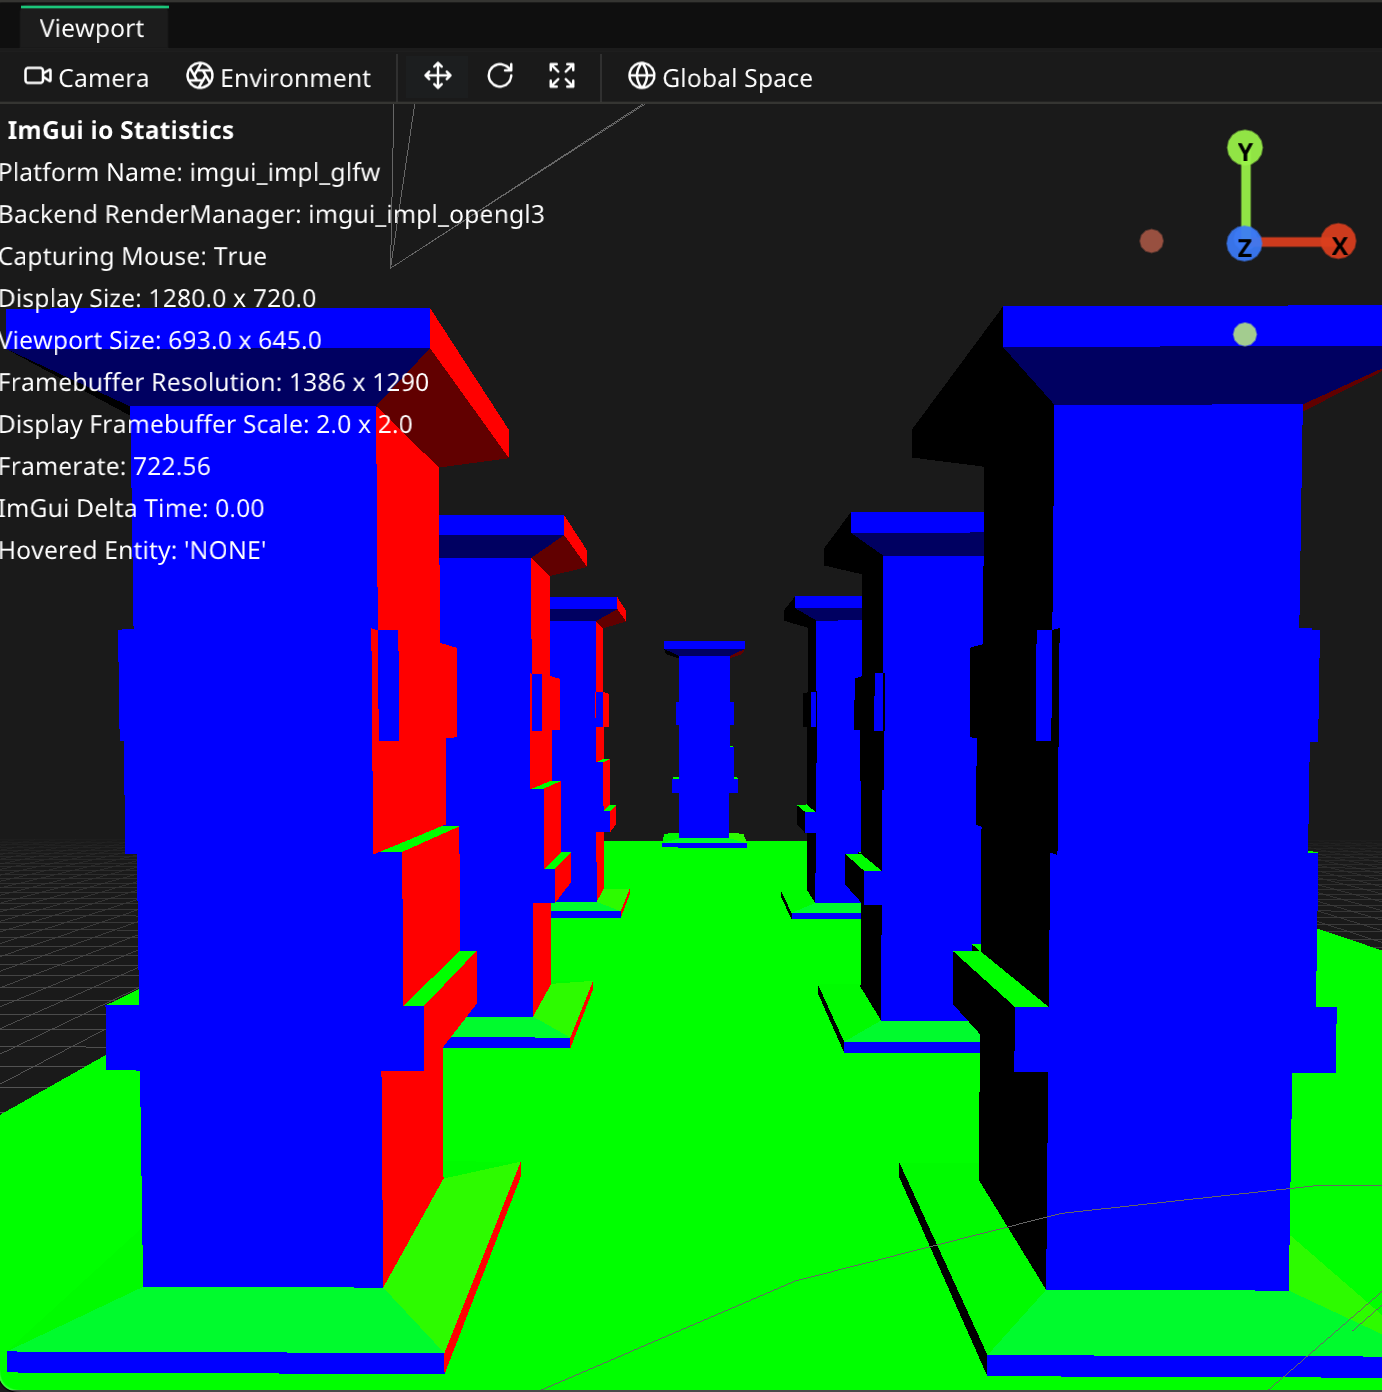 Viewport
Camera Environment Global Space
ImGui io Statistics
Platform Name: imgui_impl_glfw
Backend RenderManager: imgui_impl_opengl3
Capturing Mouse: True
Display Size: 1280.0 x 720.0
Viewport Size: 693.0 x 645.0
Framebuffer Resolution: 1386 x 1290
Display Framebuffer Scale: 2.0 x 2.0
Framerate: 722.56
ImGui Delta Time: 0.00
Hovered Entity: 'NONE'
Y
Z X